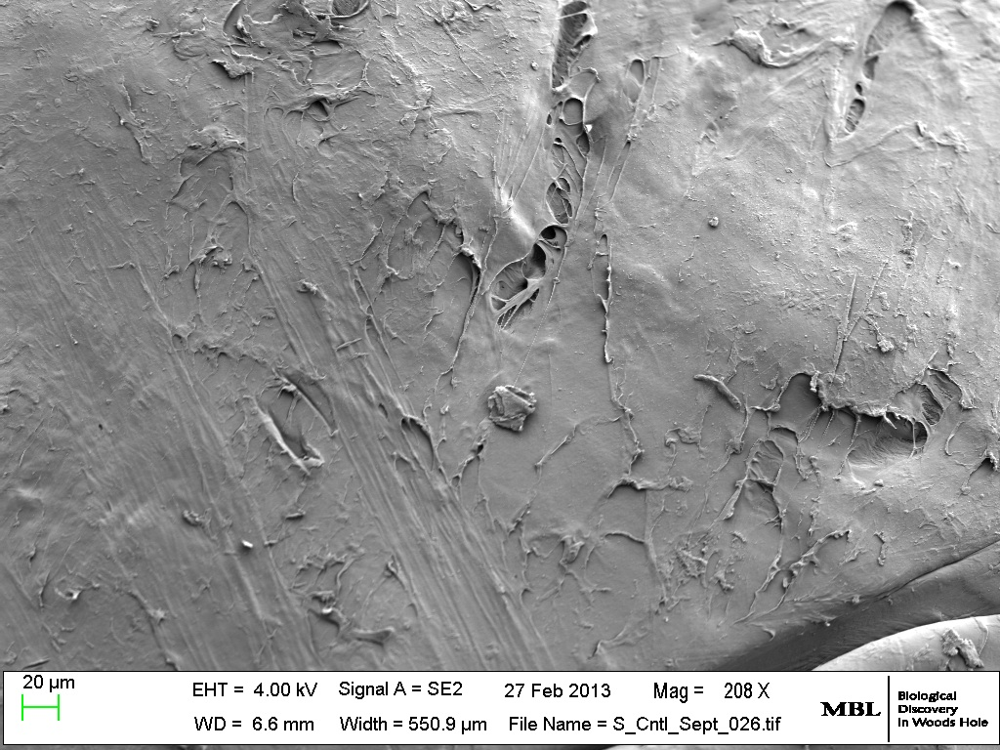 20 µm
EHT = 4.00 kV Signal A = SE2 27 Feb 2013 Mag = 208 X
WD = 6.6 mm Width = 550.9 µm File Name = S_Cntl_Sept_026.tif
MBL
Biological
Discovery
in Woods Hole